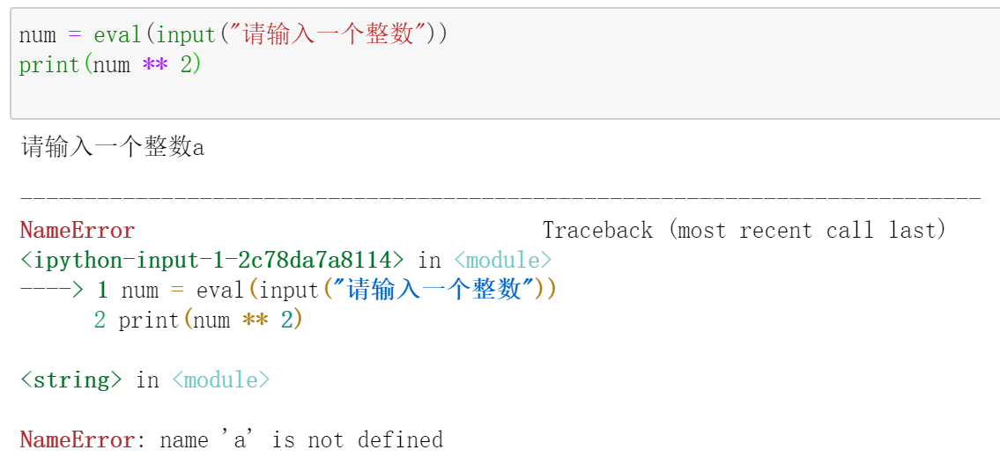 num = eval(input("请输入一个整数"))
print(num ** 2)
请输入一个整数a
---------------------------------------------------------------------------
NameError                                 Traceback (most recent call last)
<ipython-input-1-2c78da7a8114> in <module>
----> 1 num = eval(input("请输入一个整数"))
      2 print(num ** 2)
<string> in <module>
NameError: name 'a' is not defined